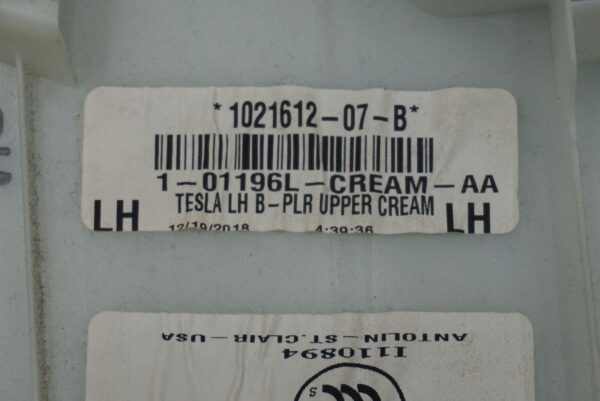 *1021612-07-B*
1-01196L-CREAM-AA
TESLA LH B-PLR UPPER CREAM
LH LH
12/19/2018 4:39:36
ANTOLIN-ST.CLAIR-USA
I110894
S